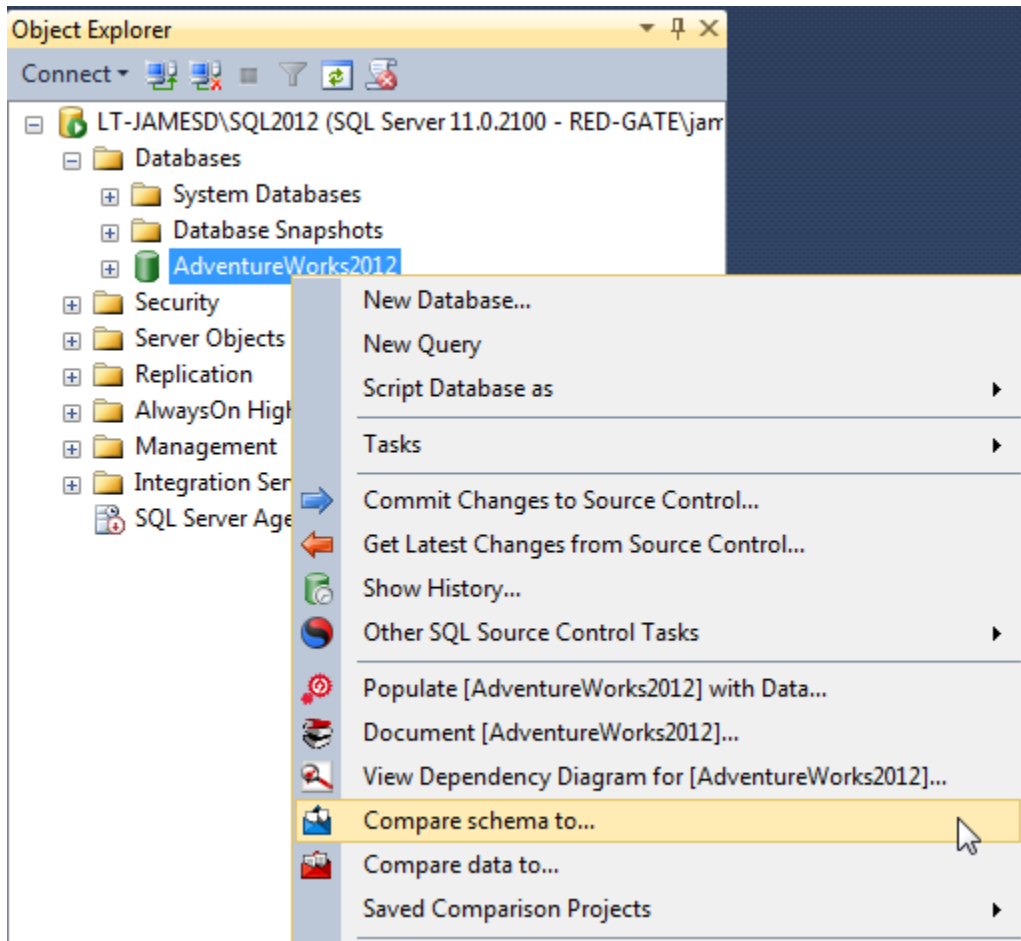 Object Explorer
Connect
LT-JAMESD\SQL2012 (SQL Server 11.0.2100 - RED-GATE\jam
Databases
System Databases
Database Snapshots
AdventureWorks2012
Security
Server Objects
Replication
AlwaysOn High
Management
Integration Ser
SQL Server Age
New Database...
New Query
Script Database as
Tasks
Commit Changes to Source Control...
Get Latest Changes from Source Control...
Show History...
Other SQL Source Control Tasks
Populate [AdventureWorks2012] with Data...
Document [AdventureWorks2012]...
View Dependency Diagram for [AdventureWorks2012]...
Compare schema to...
Compare data to...
Saved Comparison Projects